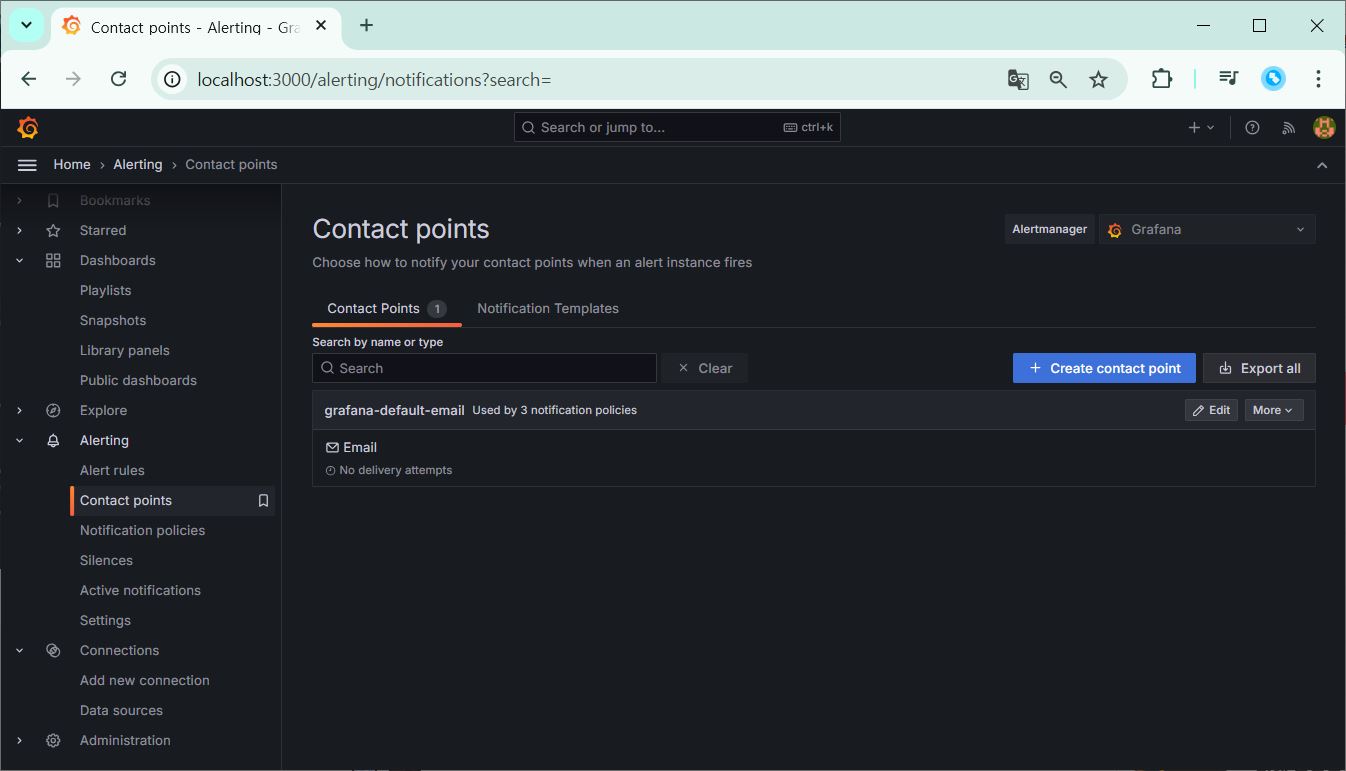 Contact points - Alerting - Gra
localhost:3000/alerting/notifications?search=
Search or jump to...
ctrl+k
Home › Alerting › Contact points
Bookmarks
Starred
Dashboards
Playlists
Snapshots
Library panels
Public dashboards
Explore
Alerting
Alert rules
Contact points
Notification policies
Silences
Active notifications
Settings
Connections
Add new connection
Data sources
Administration
Contact points
Alertmanager
Grafana
Choose how to notify your contact points when an alert instance fires
Contact Points 1
Notification Templates
Search by name or type
Search
Clear
Create contact point
Export all
grafana-default-email Used by 3 notification policies
Edit
More
Email
No delivery attempts